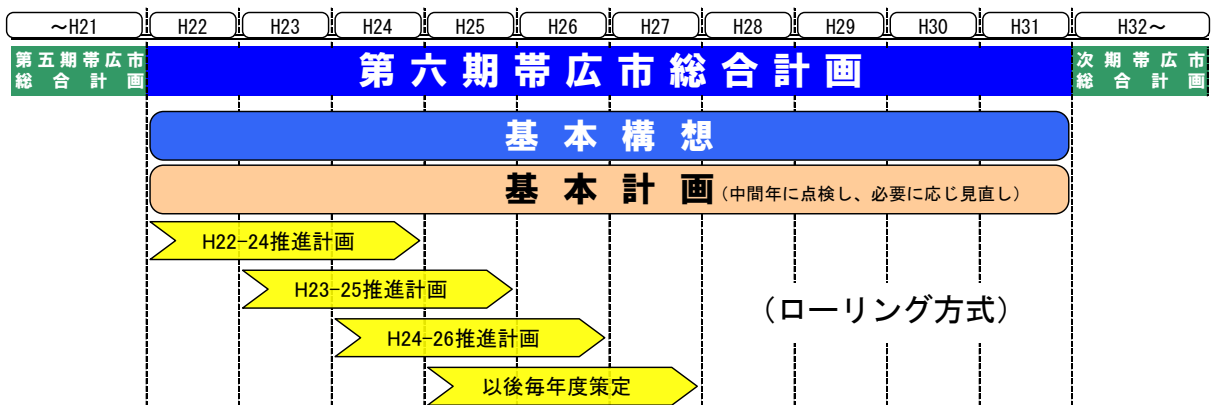 ～H21 H22 H23 H24 H25 H26 H27 H28 H29 H30 H31 H32～
第五期帯広市
総合計画
第六期帯広市総合計画
次期帯広市
総合計画
基本構想
基本計画（中間年に点検し、必要に応じ見直し）
H22-24推進計画
H23-25推進計画
（ローリング方式）
H24-26推進計画
以後毎年度策定